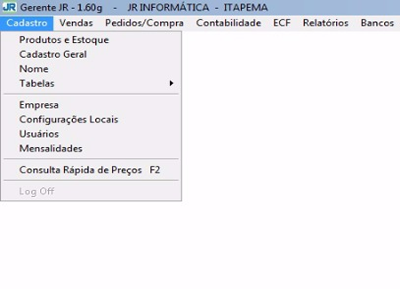 JR Gerente JR - 1.60g - JR INFORMÁTICA - ITAPEMA
Cadastro Vendas Pedidos/Compra Contabilidade ECF Relatórios Bancos
Produtos e Estoque
Cadastro Geral
Nome
Tabelas
Empresa
Configurações Locais
Usuários
Mensalidades
Consulta Rápida de Preços F2
Log Off